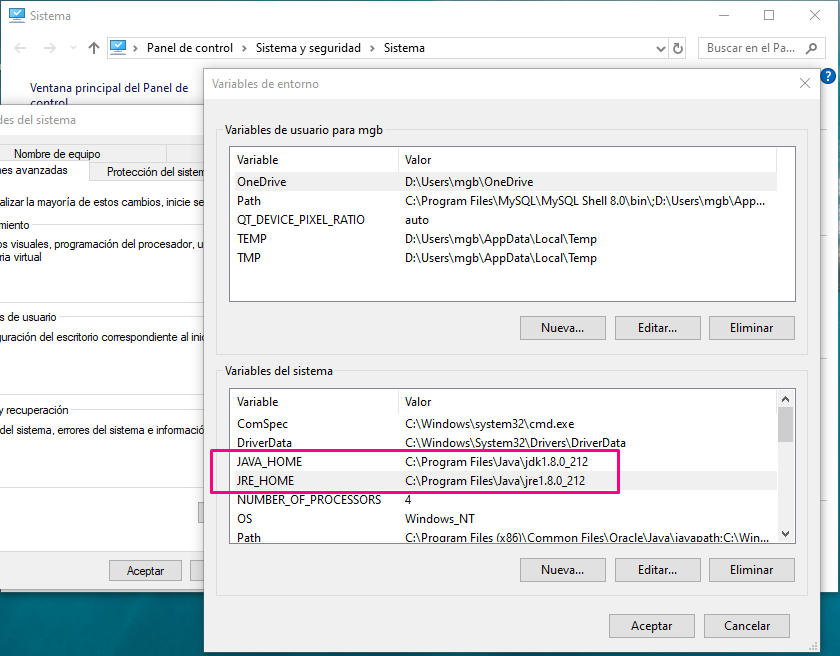 Sistema
Panel de control > Sistema y seguridad > Sistema
Buscar en el Pa...
Ventana principal del Panel de
control
?
des del sistema
Nombre de equipo
nes avanzadas
Protección del sistem
alizar la mayoría de estos cambios, inicie se
miento
os visuales, programación del procesador, u
ria virtual
s de usuario
uración del escritorio correspondiente al inic
y recuperación
del sistema, errores del sistema e informació
Aceptar
Variables de entorno
Variables de usuario para mgb
Variable Valor
OneDrive D:\Users\mgb\OneDrive
Path C:\Program Files\MySQL\MySQL Shell 8.0\bin\;D:\Users\mgb\App...
QT_DEVICE_PIXEL_RATIO auto
TEMP D:\Users\mgb\AppData\Local\Temp
TMP D:\Users\mgb\AppData\Local\Temp
Nueva... Editar... Eliminar
Variables del sistema
Variable Valor
ComSpec C:\Windows\system32\cmd.exe
DriverData C:\Windows\System32\Drivers\DriverData
JAVA_HOME C:\Program Files\Java\jdk1.8.0_212
JRE_HOME C:\Program Files\Java\jre1.8.0_212
NUMBER_OF_PROCESSORS 4
OS Windows_NT
Path C:\Program Files (x86)\Common Files\Oracle\Java\javapath;C:\Win...
Nueva... Editar... Eliminar
Aceptar Cancelar